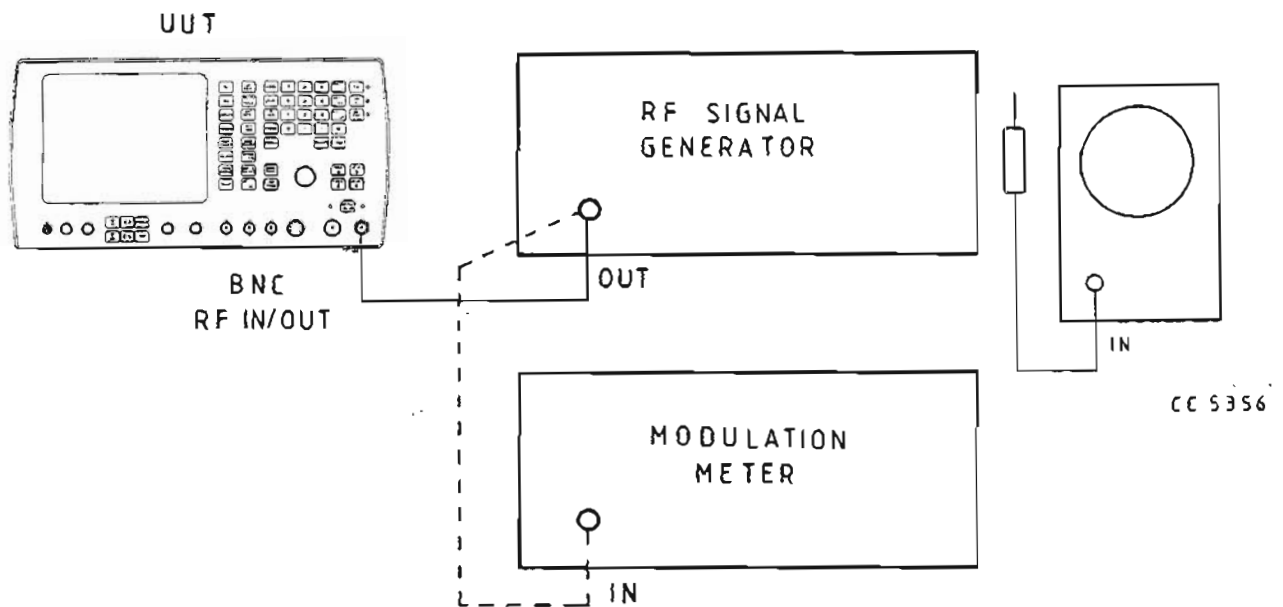 UUT
RF SIGNAL
GENERATOR
OUT
BNC
RF IN/OUT
IN
CC 5356
MODULATION
METER
IN